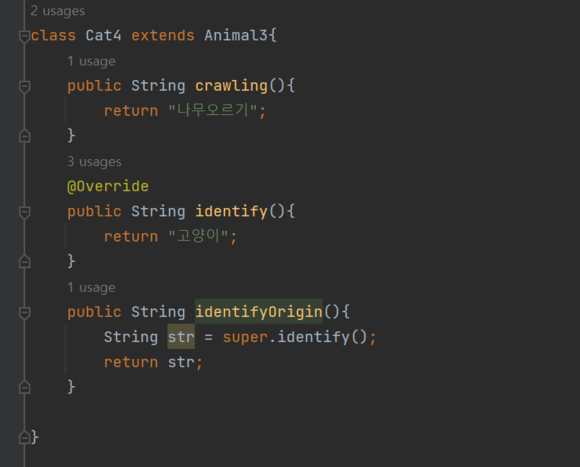 2 usages
class Cat4 extends Animal3{
1 usage
public String crawling(){
return "나무오르기";
}
3 usages
@Override
public String identify(){
return "고양이";
}
1 usage
public String identifyOrigin(){
String str = super.identify();
return str;
}
}